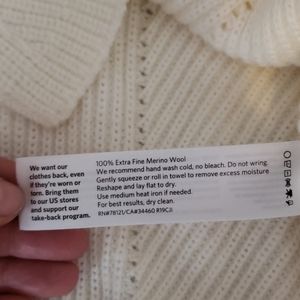 We want our
clothes back, even
if they're worn or
torn. Bring them
to our US stores
and support our
take-back program.
100% Extra Fine Merino Wool
We recommend hand wash cold, no bleach. Do not wring.
Gently squeeze or roll in towel to remove excess moisture
Reshape and lay flat to dry.
Use medium heat iron if needed.
For best results, dry clean.
RN#78121/CA#34460 R19CJI